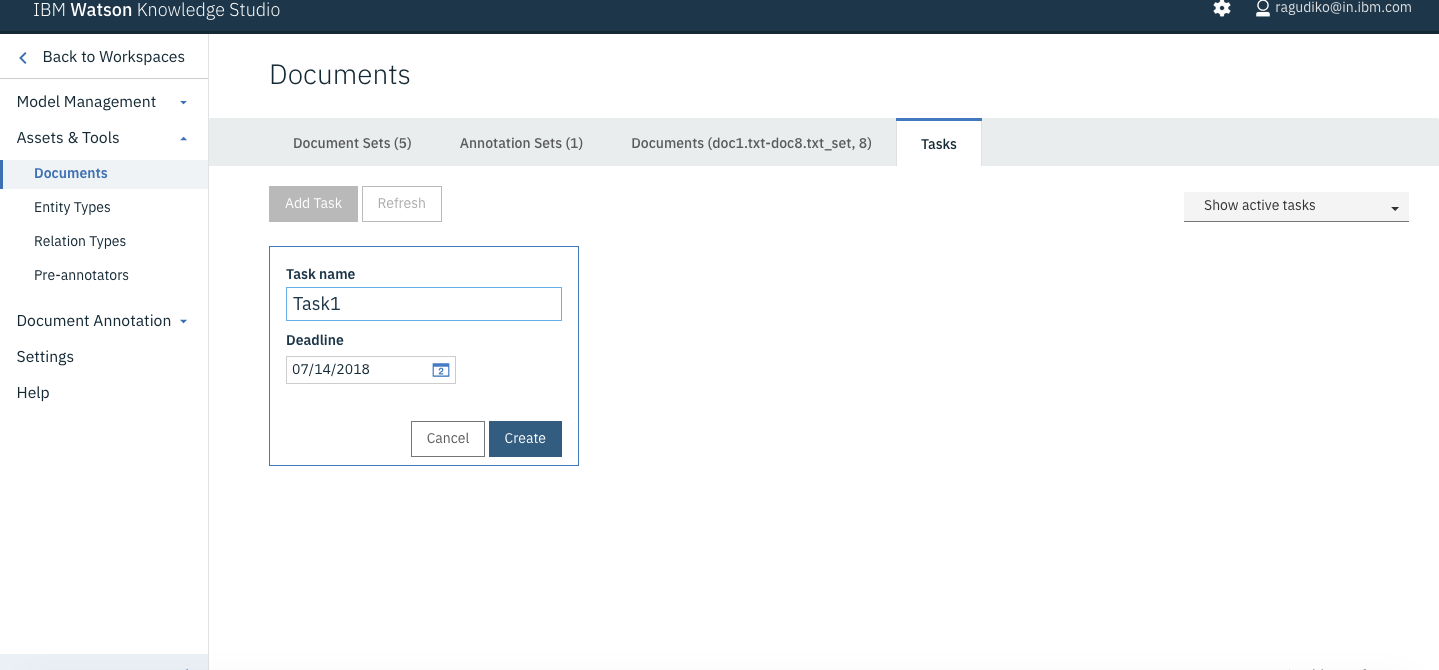 IBM Watson Knowledge Studio
ragudiko@in.ibm.com
Back to Workspaces
Model Management
Assets & Tools
Documents
Entity Types
Relation Types
Pre-annotators
Document Annotation
Settings
Help
Documents
Document Sets (5)
Annotation Sets (1)
Documents (doc1.txt-doc8.txt_set, 8)
Tasks
Add Task
Refresh
Show active tasks
Task name
Task1
Deadline
07/14/2018
2
Cancel
Create